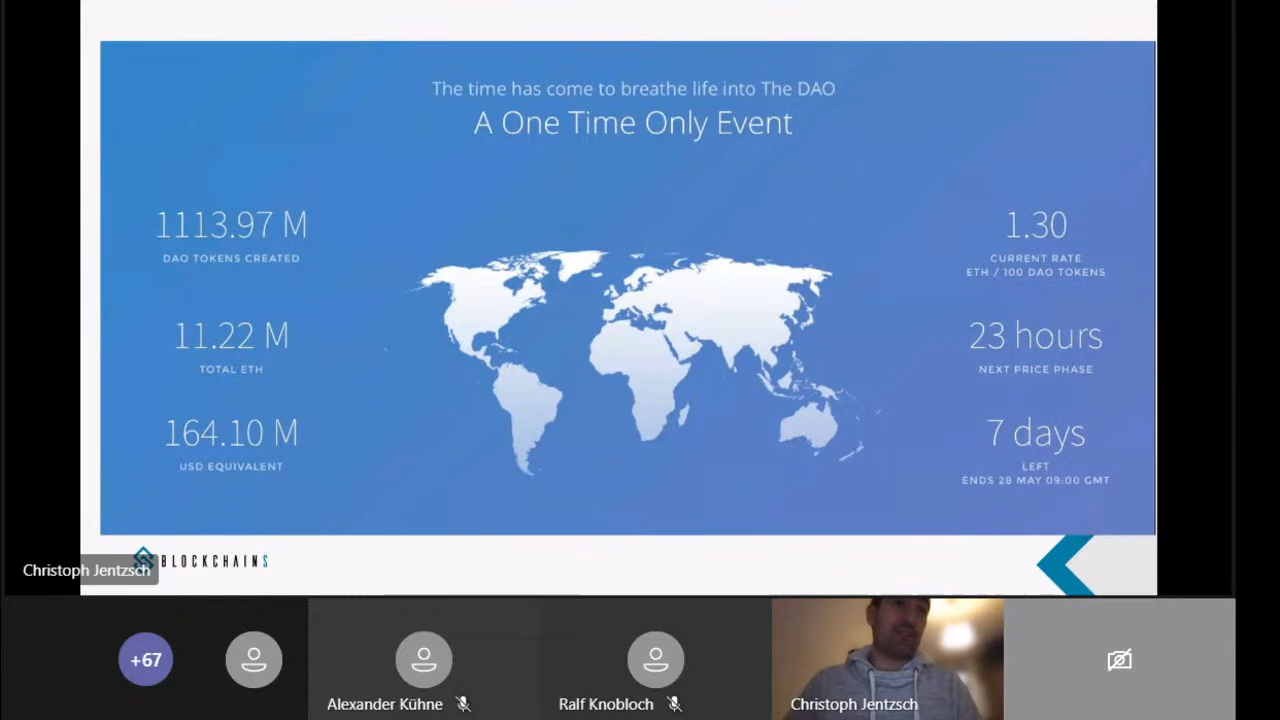 The time has come to breathe life into The DAO
A One Time Only Event
1113.97 M
DAO TOKENS CREATED
11.22 M
TOTAL ETH
164.10 M
USD EQUIVALENT
1.30
CURRENT RATE
ETH / 100 DAO TOKENS
23 hours
NEXT PRICE PHASE
7 days
LEFT
ENDS 28 MAY 09:00 GMT
BLOCKCHAINS
Christoph Jentzsch
+67
Alexander Kühne
Ralf Knobloch
Christoph Jentzsch